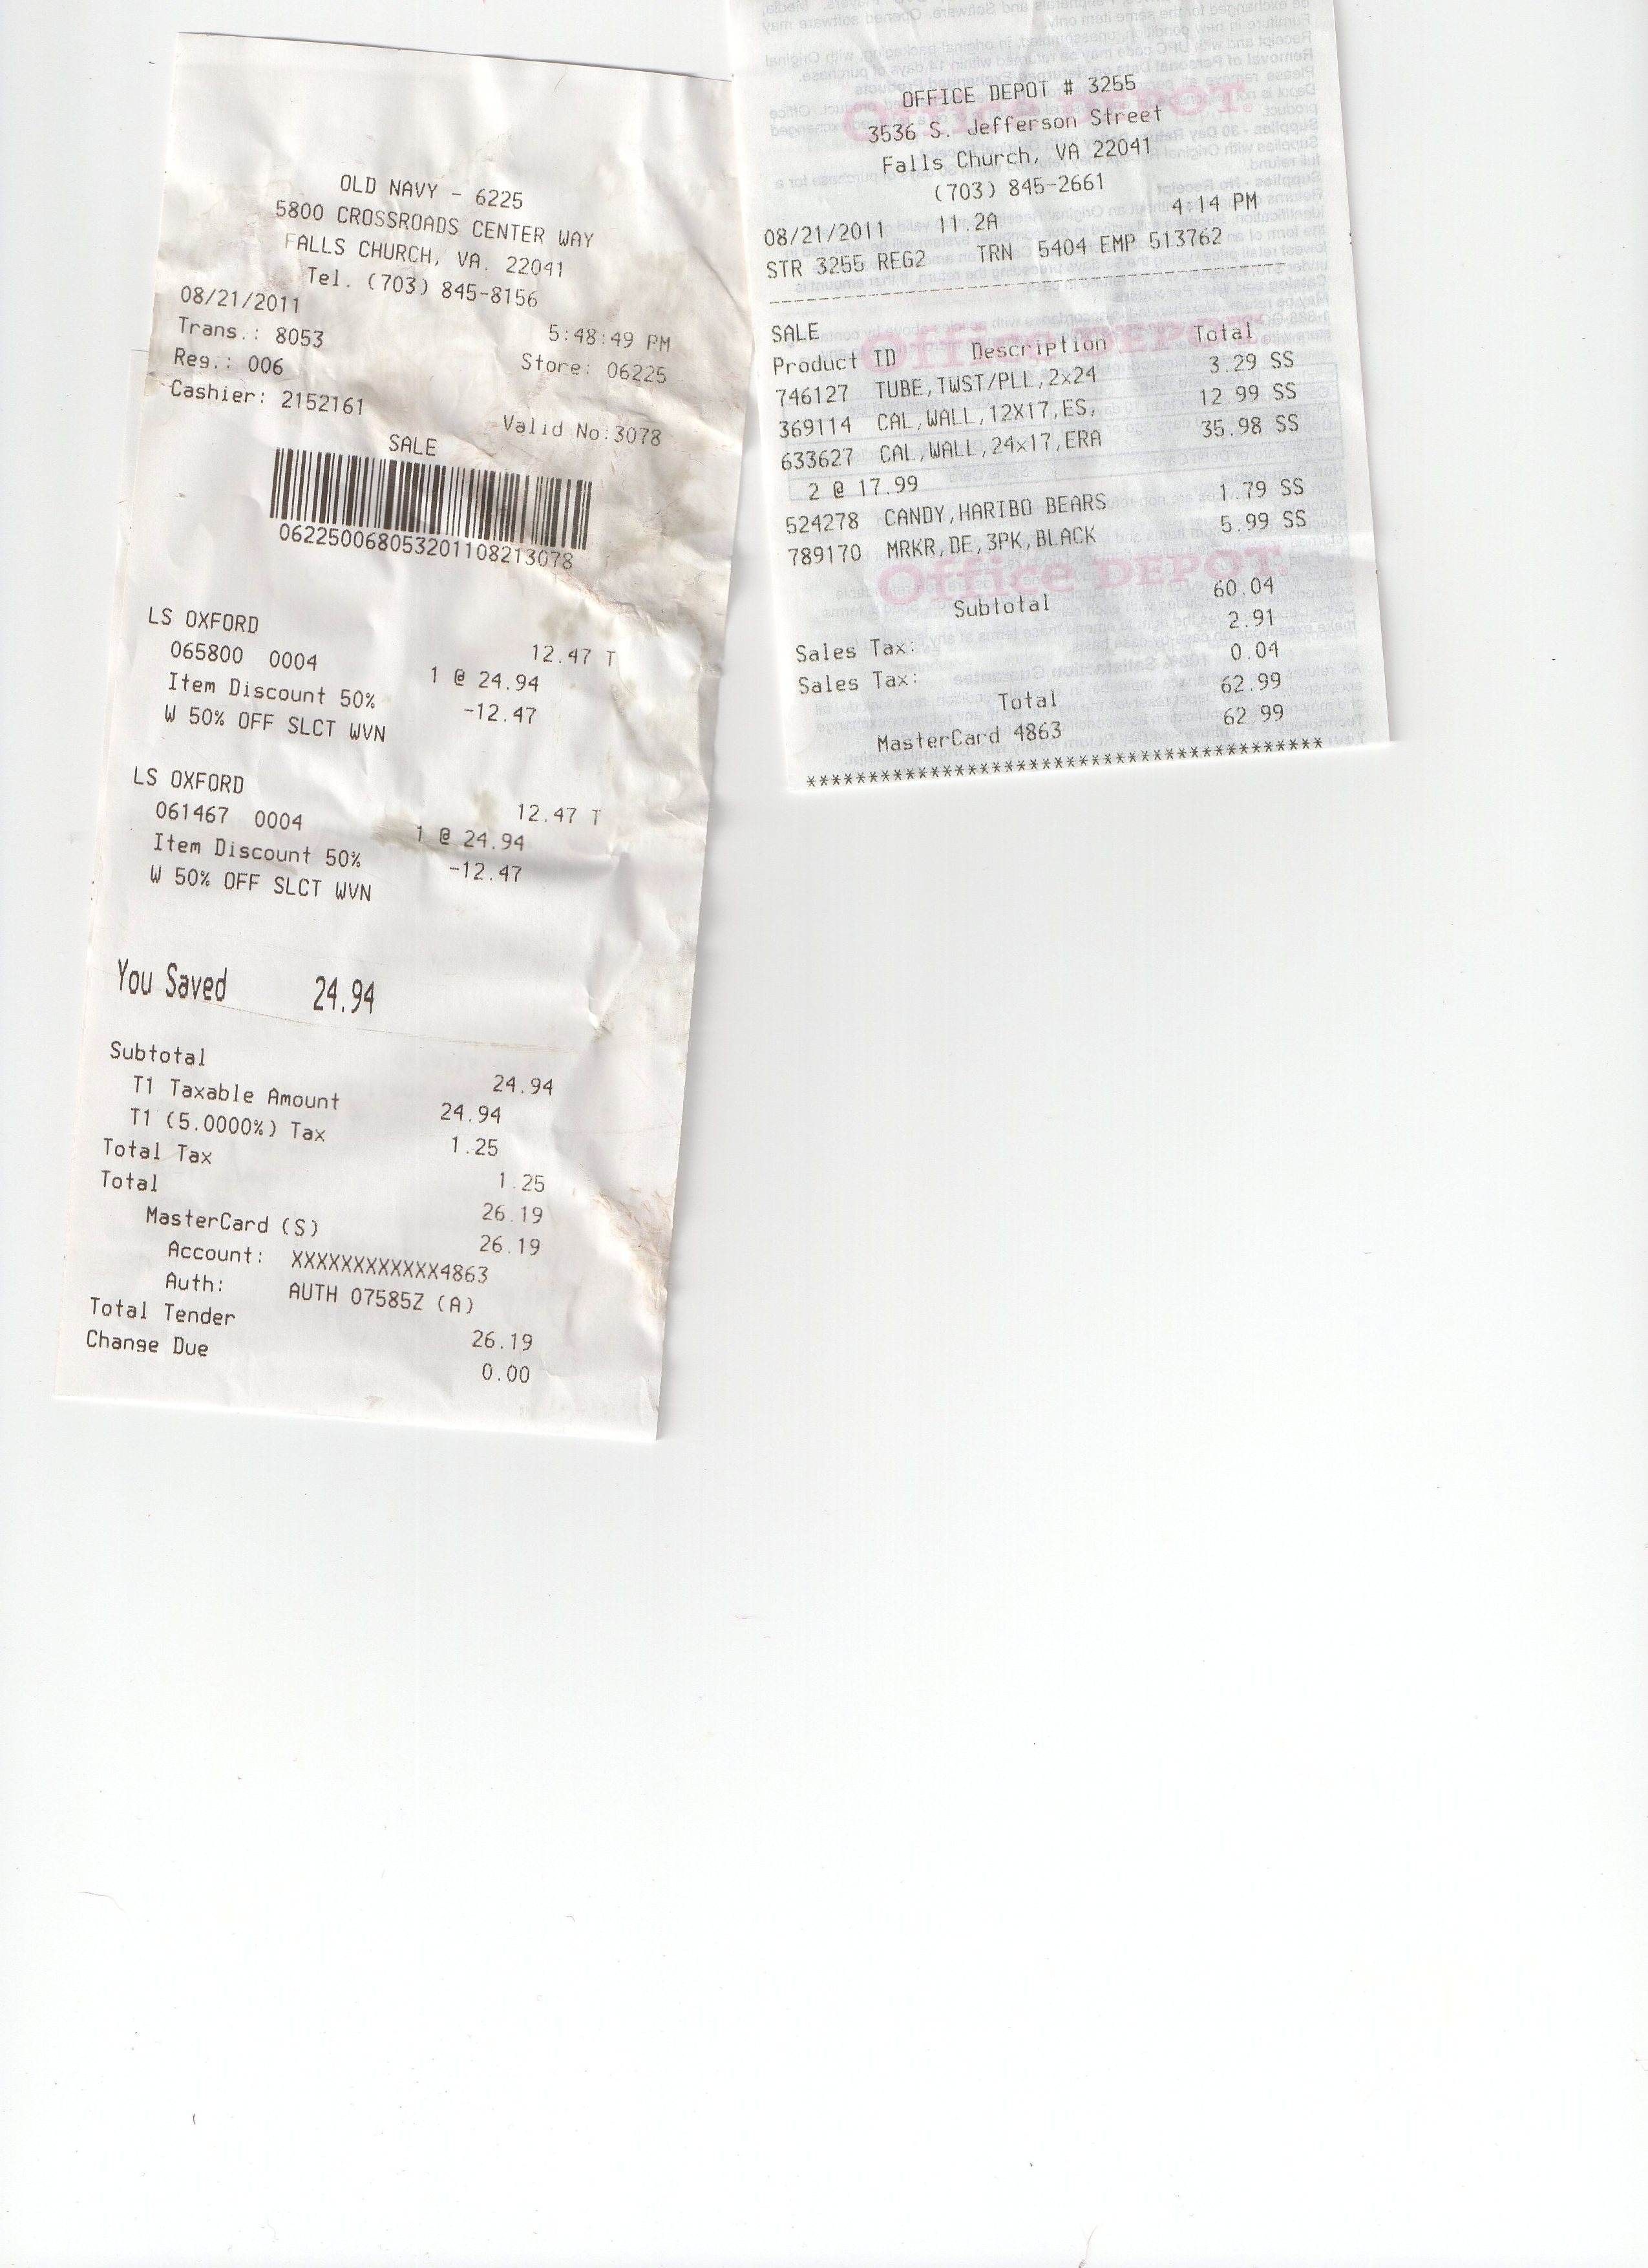 OLD NAVY - 6225
5800 CROSSROADS CENTER WAY
FALLS CHURCH, VA. 22041
Tel. (703) 845-8156
08/21/2011 5:48:49 PM
Trans.: 8053 Store: 06225
Reg.: 006
Cashier: 2152161 Valid No:3078
SALE
062250068053201108213078
LS OXFORD
065800 0004 12.47 T
1 @ 24.94
Item Discount 50% -12.47
W 50% OFF SLCT WVN
LS OXFORD
061467 0004 12.47 T
1 @ 24.94
Item Discount 50% -12.47
W 50% OFF SLCT WVN
You Saved 24.94
Subtotal 24.94
T1 Taxable Amount 24.94
T1 (5.0000%) Tax 1.25
Total Tax 1.25
Total 26.19
MasterCard (S) 26.19
Account: XXXXXXXXXXXX4863
Auth: AUTH 07585Z (A)
Total Tender 26.19
Change Due 0.00
OFFICE DEPOT # 3255
3536 S. Jefferson Street
Falls Church, VA 22041
(703) 845-2661
08/21/2011 11.2A 4:14 PM
STR 3255 REG2 TRN 5404 EMP 513762
SALE
Product ID Description Total
746127 TUBE,TWST/PLL,2x24 3.29 SS
369114 CAL,WALL,12X17,ES, 12.99 SS
633627 CAL,WALL,24x17,ERA 35.98 SS
2 @ 17.99
524278 CANDY,HARIBO BEARS 1.79 SS
789170 MRKR,DE,3PK,BLACK 5.99 SS
Subtotal 60.04
Sales Tax: 2.91
Sales Tax: 0.04
Total 62.99
MasterCard 4863 62.99
******************************************